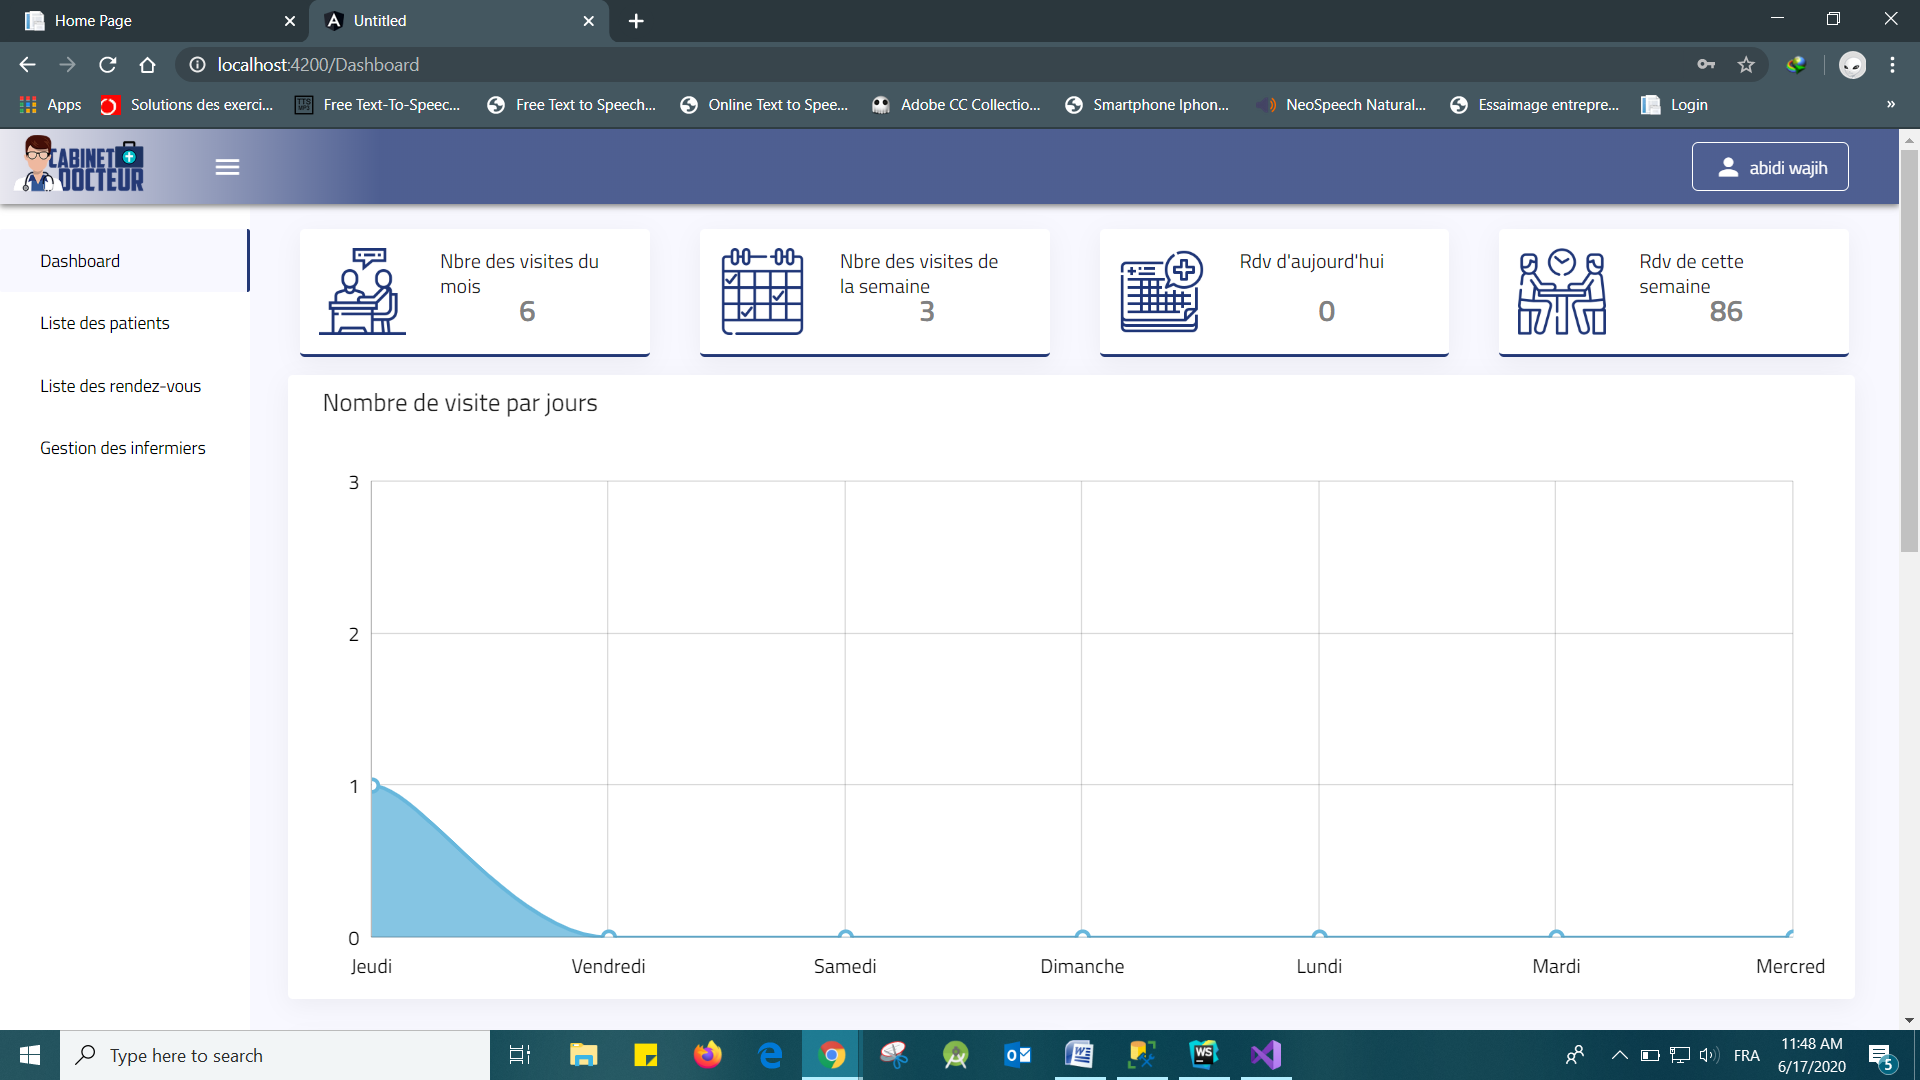 Home Page
Untitled
localhost:4200/Dashboard
Apps
Solutions des exerci...
TTS MP3
Free Text-To-Speec...
Free Text to Speech...
Online Text to Spee...
Adobe CC Collectio...
Smartphone Iphon...
NeoSpeech Natural...
Essaimage entrepre...
Login
»
CABINET
DOCTEUR
abidi wajih
Dashboard
Liste des patients
Liste des rendez-vous
Gestion des infermiers
Nbre des visites du
mois
6
Nbre des visites de
la semaine
3
Rdv d'aujourd'hui
0
Rdv de cette
semaine
86
Nombre de visite par jours
3
2
1
0
Jeudi
Vendredi
Samedi
Dimanche
Lundi
Mardi
Mercred
Type here to search
WS
FRA
11:48 AM
6/17/2020
5